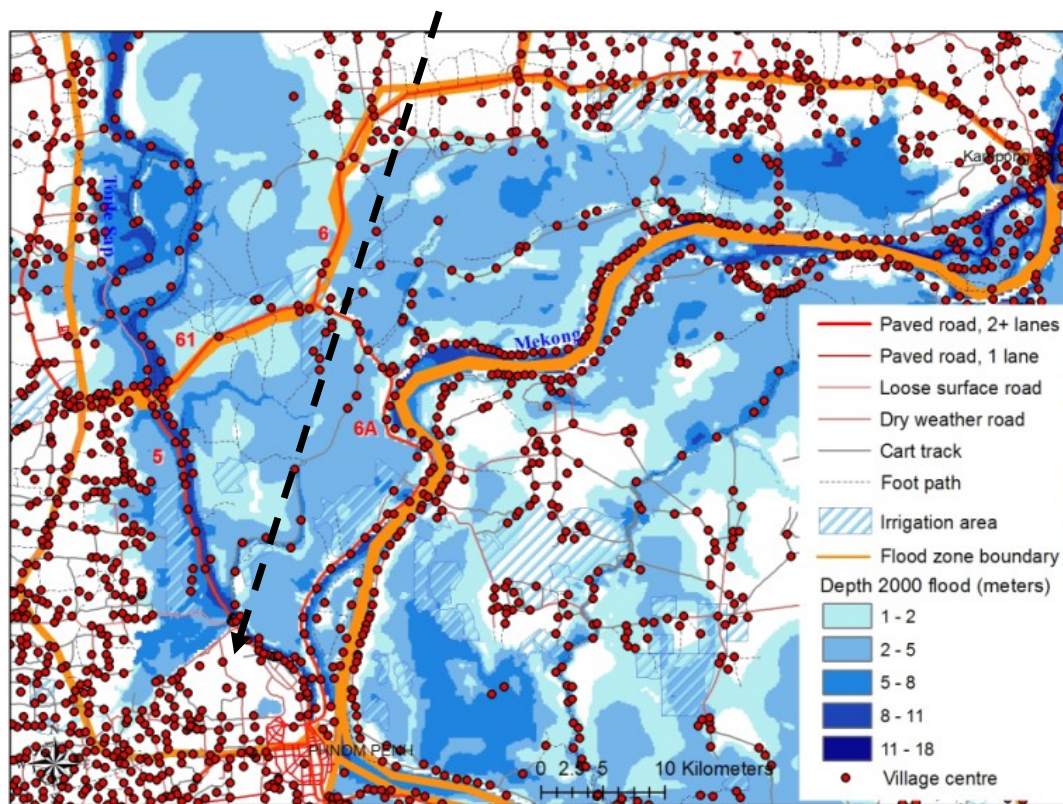 7
Kampong
Tonle Sap
6
61
Mekong
6A
5
PHNOM PENH
Paved road, 2+ lanes
Paved road, 1 lane
Loose surface road
Dry weather road
Cart track
Foot path
Irrigation area
Flood zone boundary
Depth 2000 flood (meters)
1 - 2
2 - 5
5 - 8
8 - 11
11 - 18
Village centre
0 2.5 5 10 Kilometers